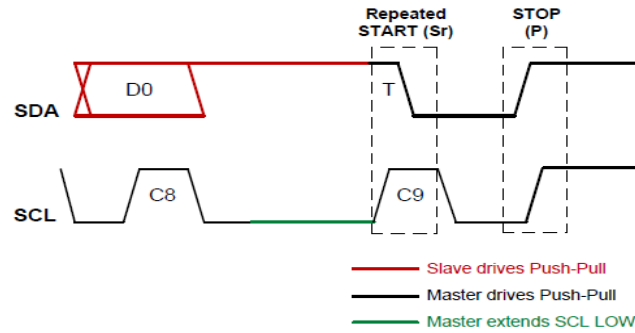 Repeated
START (Sr)
STOP
(P)
SDA
D0
T
SCL
C8
C9
Slave drives Push-Pull
Master drives Push-Pull
Master extends SCL LOW